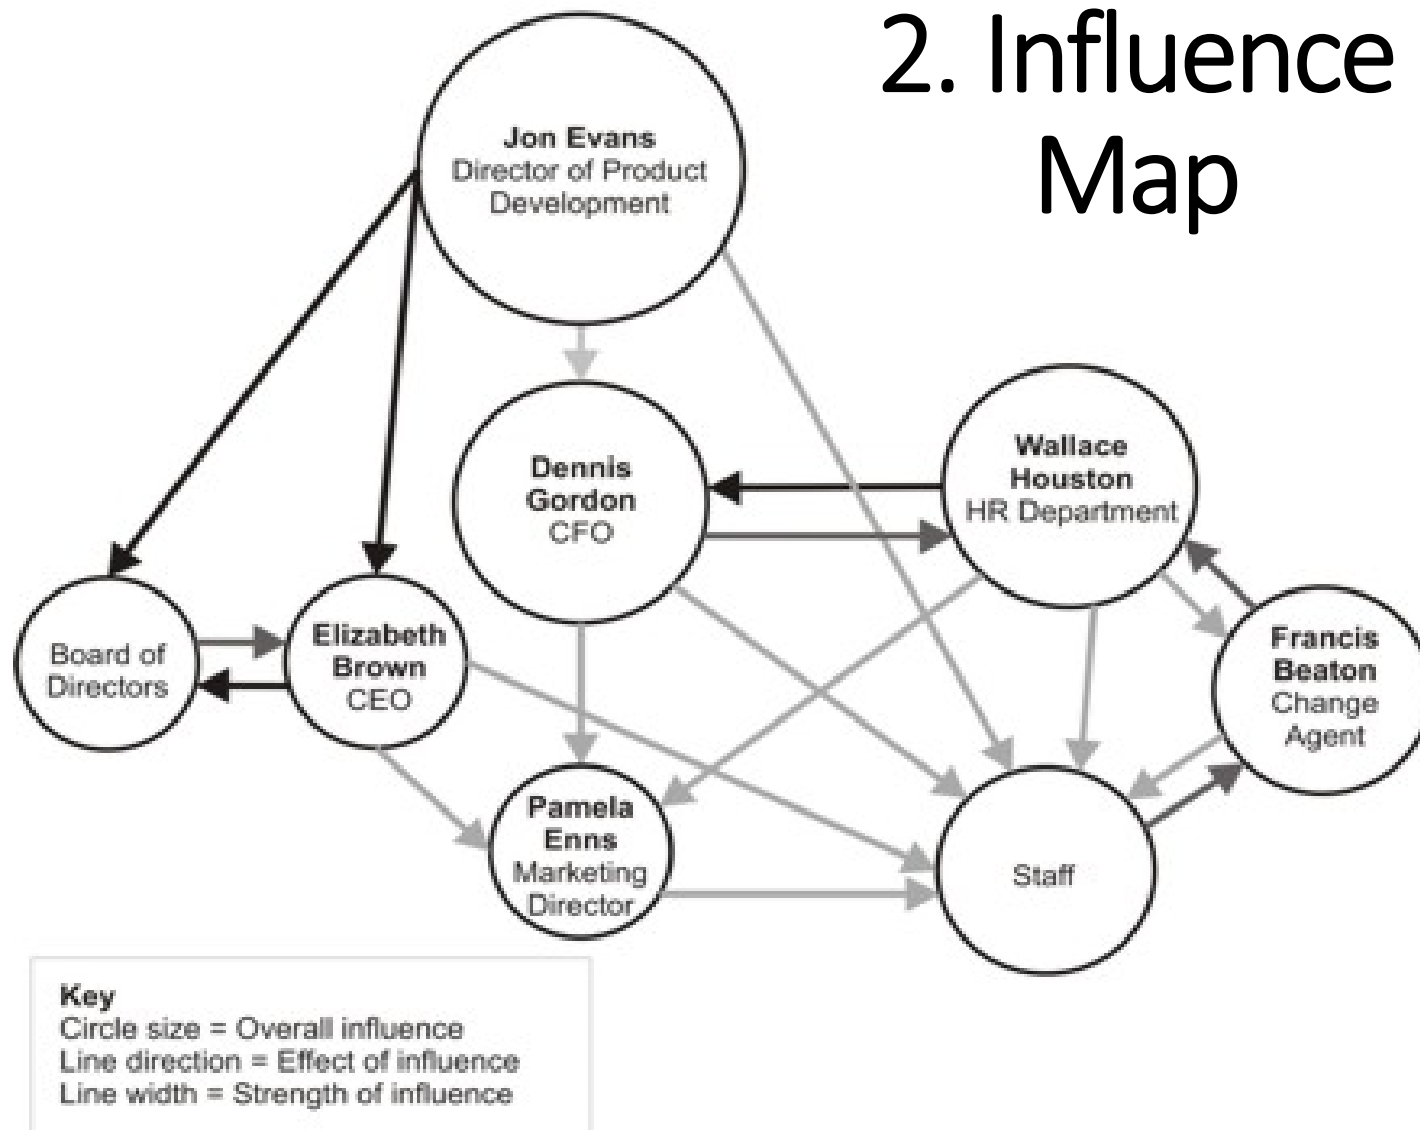 2. Influence
Map
Jon Evans
Director of Product
Development
Dennis
Gordon
CFO
Wallace
Houston
HR Department
Board of
Directors
Elizabeth
Brown
CEO
Francis
Beaton
Change
Agent
Pamela
Enns
Marketing
Director
Staff
Key
Circle size = Overall influence
Line direction = Effect of influence
Line width = Strength of influence